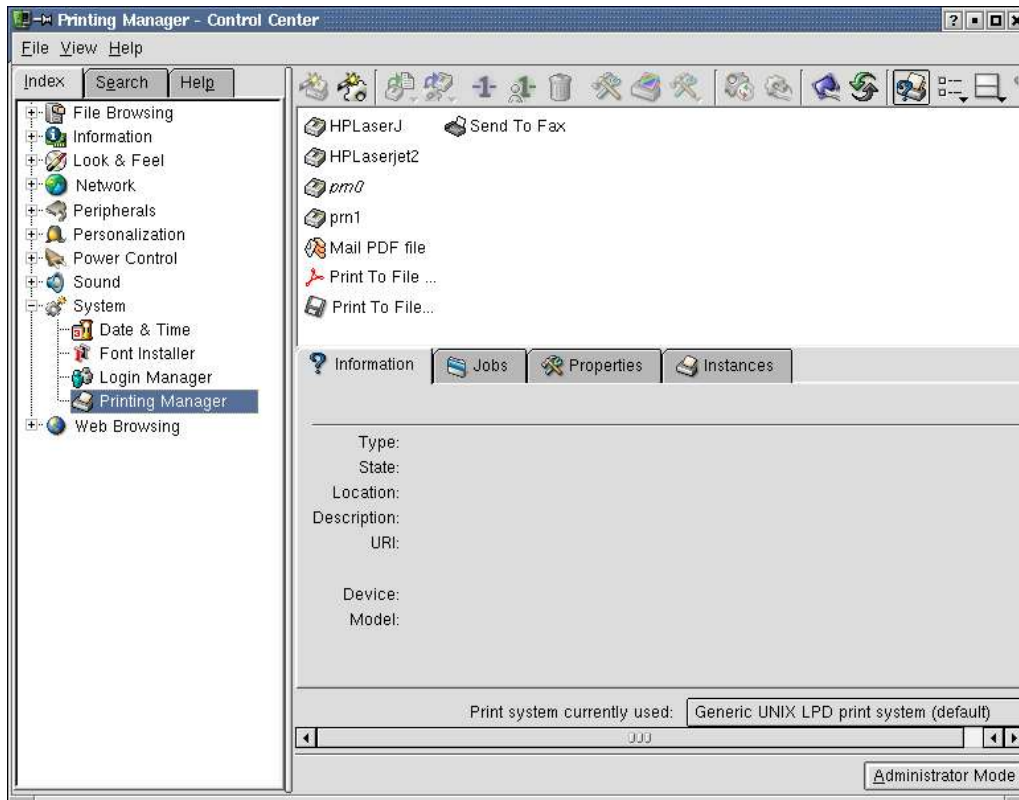 Printing Manager - Control Center
File View Help
Index Search Help
File Browsing
Information
Look & Feel
Network
Peripherals
Personalization
Power Control
Sound
System
Date & Time
Font Installer
Login Manager
Printing Manager
Web Browsing
HPLaserJ Send To Fax
HPLaserjet2
prn0
prn1
Mail PDF file
Print To File ...
Print To File...
Information Jobs Properties Instances
Type:
State:
Location:
Description:
URI:
Device:
Model:
Print system currently used: Generic UNIX LPD print system (default)
Administrator Mode